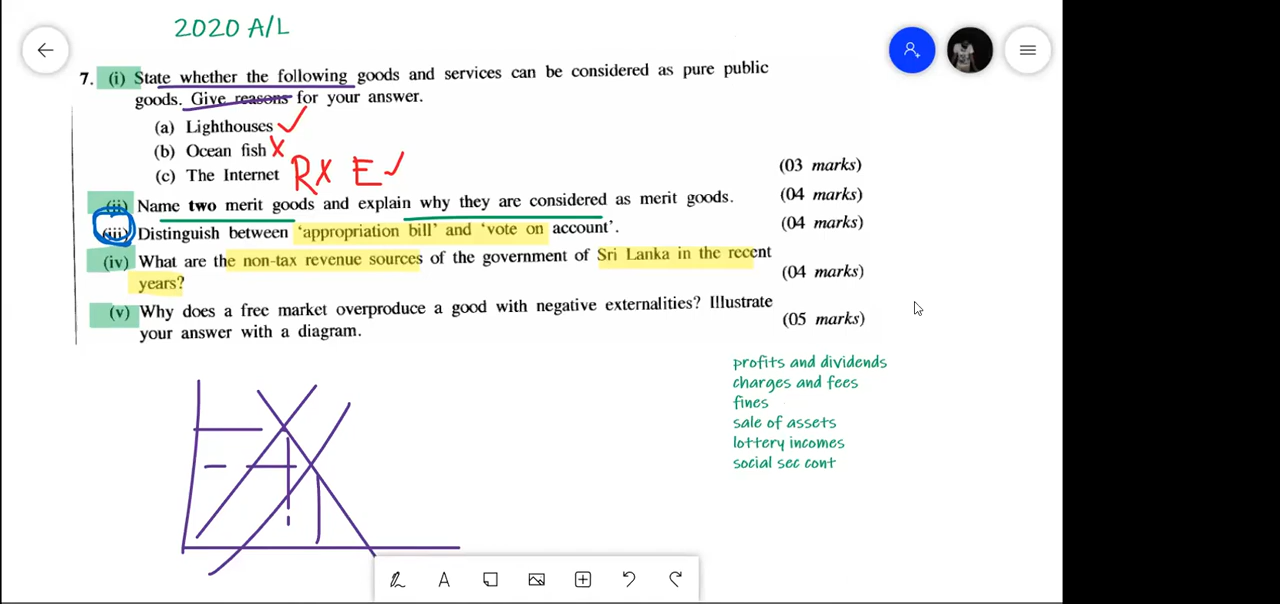 2020 A/L
7. (i) State whether the following goods and services can be considered as pure public
goods. Give reasons for your answer.
(a) Lighthouses
(b) Ocean fish
(c) The Internet RX E
(03 marks)
(ii) Name two merit goods and explain why they are considered as merit goods. (04 marks)
(iii) Distinguish between ‘appropriation bill’ and ‘vote on account’. (04 marks)
(iv) What are the non-tax revenue sources of the government of Sri Lanka in the recent
years? (04 marks)
(v) Why does a free market overproduce a good with negative externalities? Illustrate
your answer with a diagram. (05 marks)
profits and dividends
charges and fees
fines
sale of assets
lottery incomes
social sec cont
A